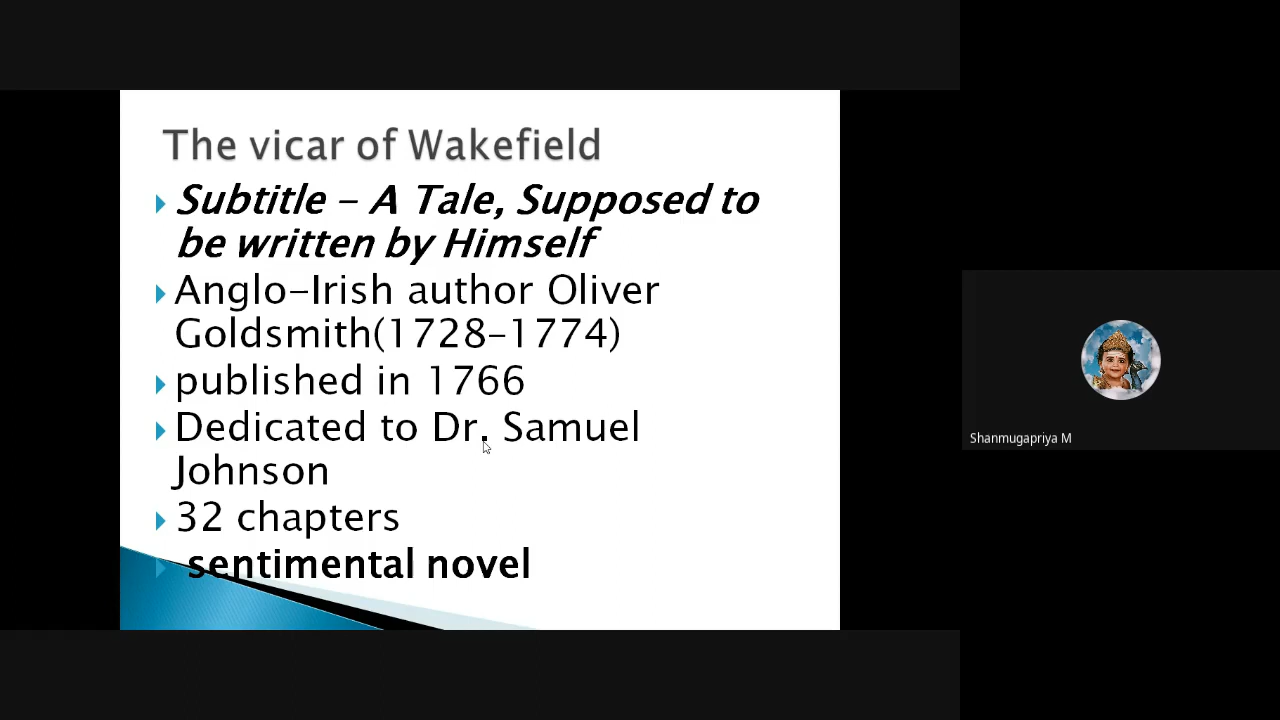 The vicar of Wakefield
Subtitle – A Tale, Supposed to
be written by Himself
Anglo-Irish author Oliver
Goldsmith(1728-1774)
published in 1766
Dedicated to Dr. Samuel
Johnson
32 chapters
sentimental novel
Shanmugapriya M